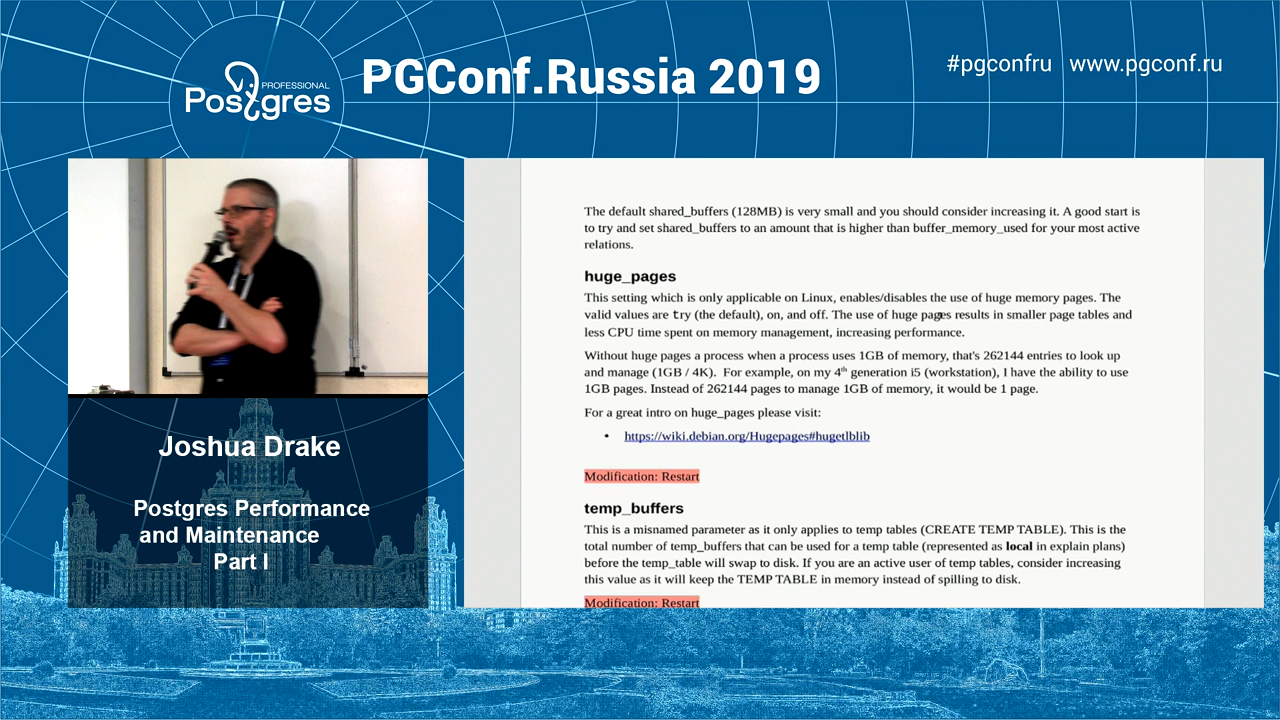 PROFESSIONAL
Postgres
PGConf.Russia 2019
#pgconfru www.pgconf.ru
Joshua Drake
Postgres Performance
and Maintenance
Part I
The default shared_buffers (128MB) is very small and you should consider increasing it. A good start is
to try and set shared_buffers to an amount that is higher than buffer_memory_used for your most active
relations.
huge_pages
This setting which is only applicable on Linux, enables/disables the use of huge memory pages. The
valid values are try (the default), on, and off. The use of huge pages results in smaller page tables and
less CPU time spent on memory management, increasing performance.
Without huge pages a process when a process uses 1GB of memory, that's 262144 entries to look up
and manage (1GB / 4K). For example, on my 4th generation i5 (workstation), I have the ability to use
1GB pages. Instead of 262144 pages to manage 1GB of memory, it would be 1 page.
For a great intro on huge_pages please visit:
• https://wiki.debian.org/Hugepages#hugetlblib
Modification: Restart
temp_buffers
This is a misnamed parameter as it only applies to temp tables (CREATE TEMP TABLE). This is the
total number of temp_buffers that can be used for a temp table (represented as local in explain plans)
before the temp_table will swap to disk. If you are an active user of temp tables, consider increasing
this value as it will keep the TEMP TABLE in memory instead of spilling to disk.
Modification: Restart